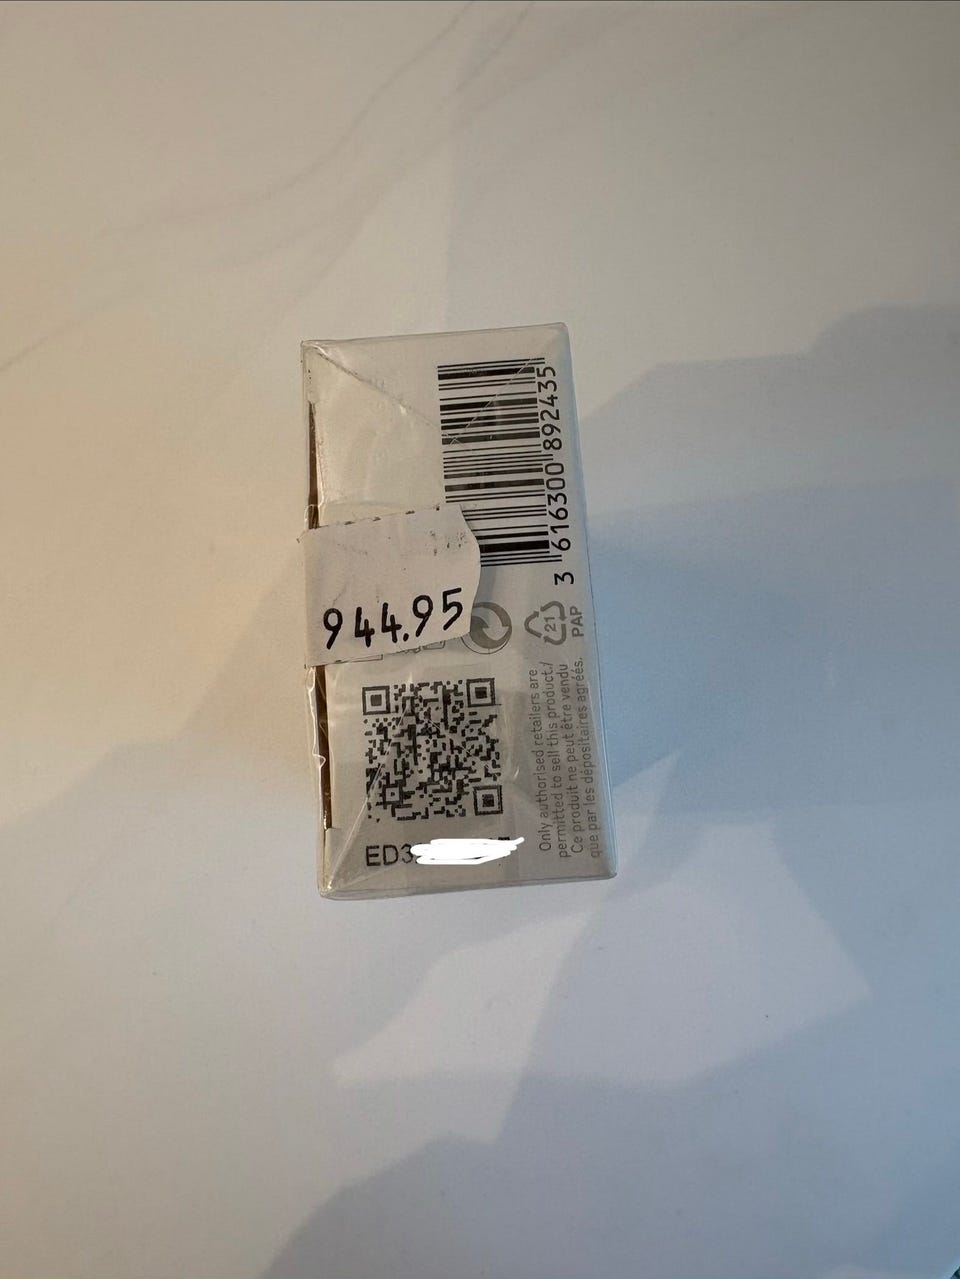 3 616300 892435
944.95
21
PAP
Only authorised retailers are
permitted to sell this product./
Ce produit ne peut être vendu
que par les dépositaires agréés.
ED3